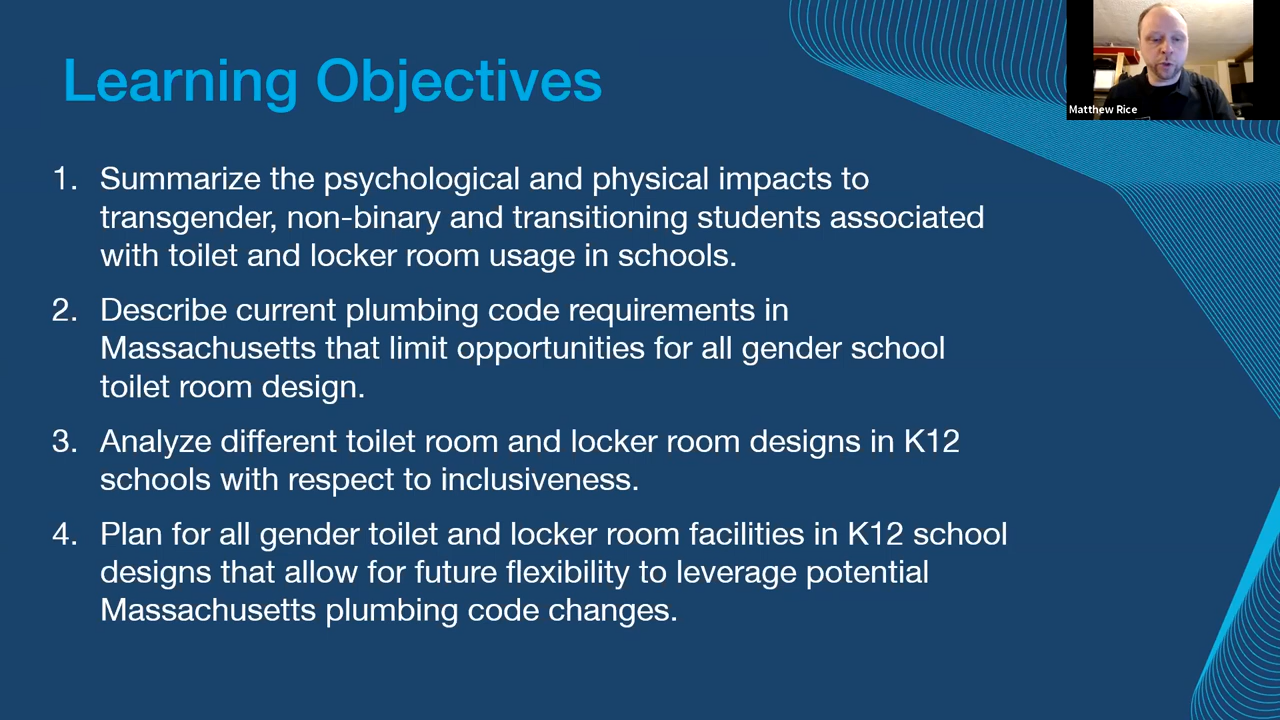 Learning Objectives
Matthew Rice
1. Summarize the psychological and physical impacts to
transgender, non-binary and transitioning students associated
with toilet and locker room usage in schools.
2. Describe current plumbing code requirements in
Massachusetts that limit opportunities for all gender school
toilet room design.
3. Analyze different toilet room and locker room designs in K12
schools with respect to inclusiveness.
4. Plan for all gender toilet and locker room facilities in K12 school
designs that allow for future flexibility to leverage potential
Massachusetts plumbing code changes.